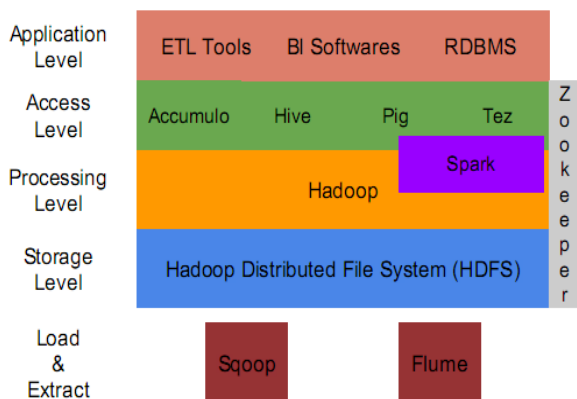 Application
Level
ETL Tools BI Softwares RDBMS
Access
Level
Accumulo Hive Pig Tez
Zookeeper
Processing
Level
Spark
Hadoop
Storage
Level
Hadoop Distributed File System (HDFS)
Load
&
Extract
Sqoop Flume